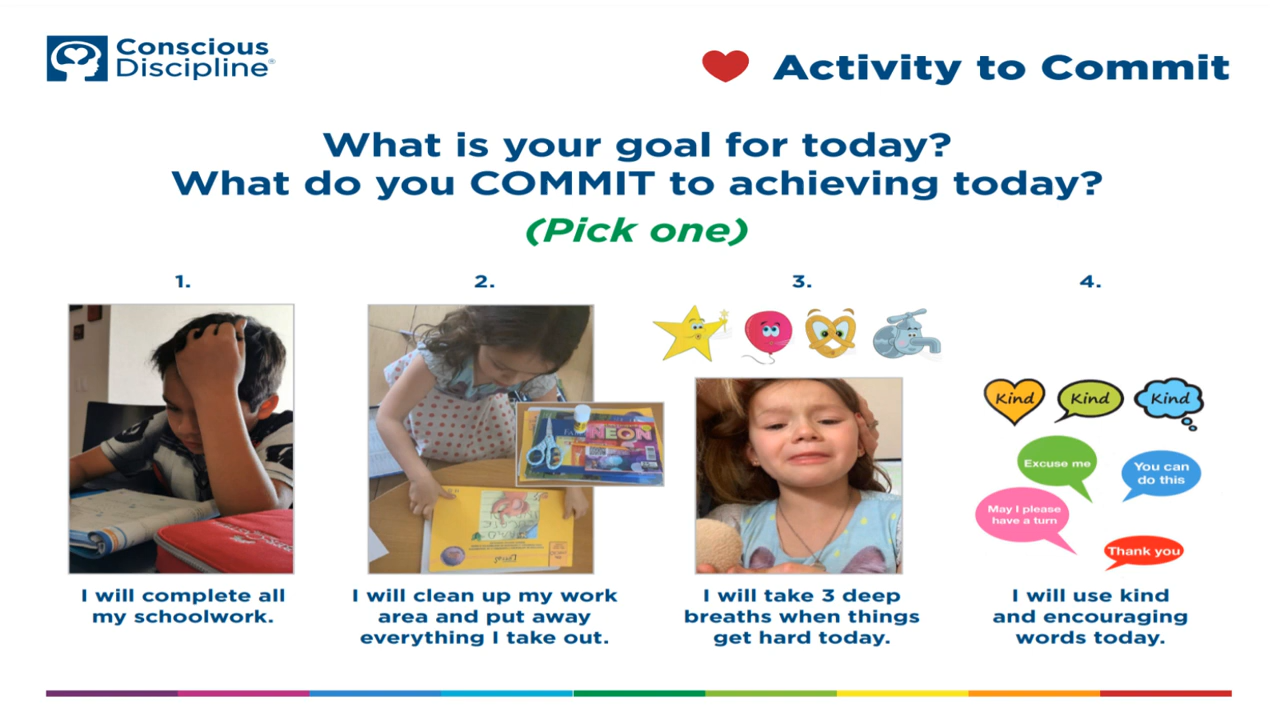 Conscious
Discipline®
Activity to Commit
What is your goal for today?
What do you COMMIT to achieving today?
(Pick one)
1.
2.
3.
4.
NEON
Kind
Kind
Kind
Excuse me
You can
do this
May I please
have a turn
Thank you
I will complete all
my schoolwork.
I will clean up my work
area and put away
everything I take out.
I will take 3 deep
breaths when things
get hard today.
I will use kind
and encouraging
words today.